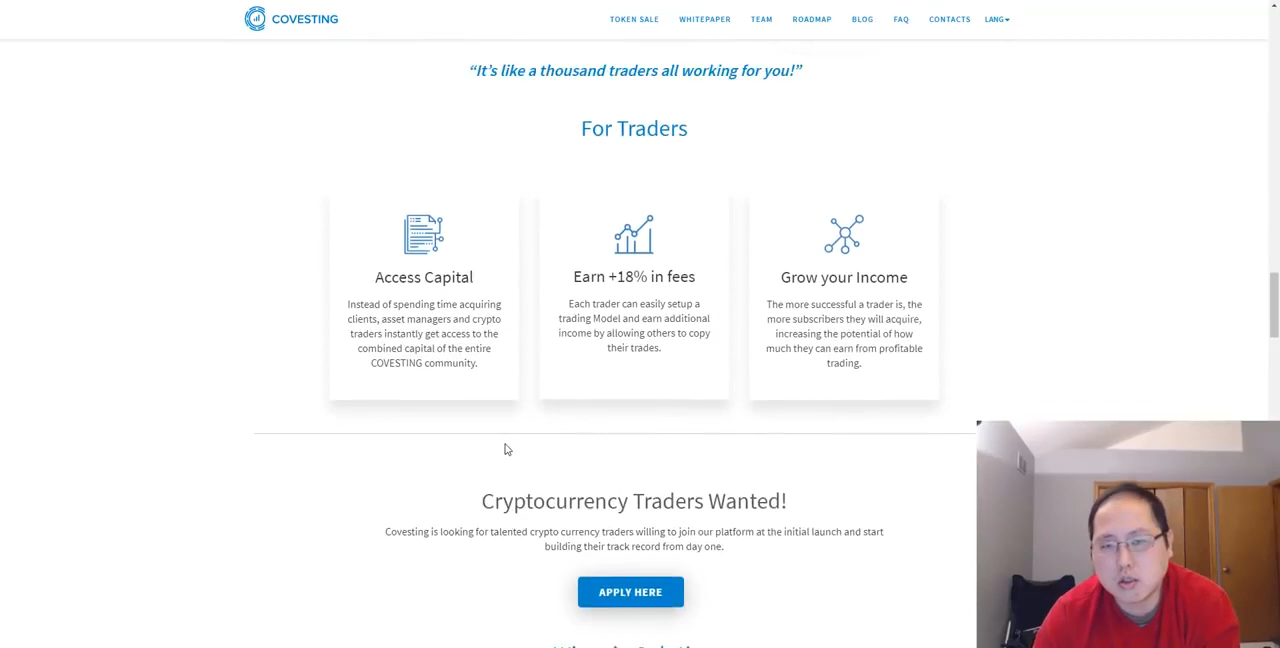 COVESTING
TOKEN SALE WHITEPAPER TEAM ROADMAP BLOG FAQ CONTACTS LANG
“It’s like a thousand traders all working for you!”
For Traders
Access Capital
Instead of spending time acquiring
clients, asset managers and crypto
traders instantly get access to the
combined capital of the entire
COVESTING community.
Earn +18% in fees
Each trader can easily setup a
trading Model and earn additional
income by allowing others to copy
their trades.
Grow your Income
The more successful a trader is, the
more subscribers they will acquire,
increasing the potential of how
much they can earn from profitable
trading.
Cryptocurrency Traders Wanted!
Covesting is looking for talented crypto currency traders willing to join our platform at the initial launch and start
building their track record from day one.
APPLY HERE